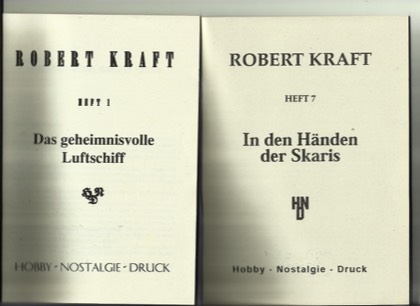 ROBERT KRAFT
HEFT 1
Das geheimnisvolle
Luftschiff
HND
HOBBY - NOSTALGIE - DRUCK
ROBERT KRAFT
HEFT 7
In den Händen
der Skaris
HND
Hobby - Nostalgie - Druck